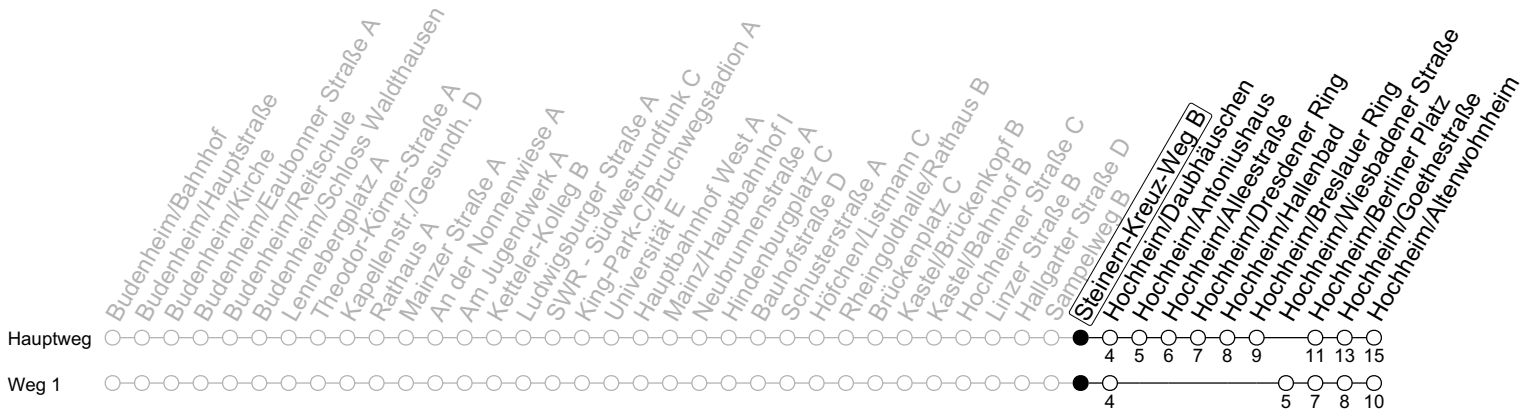 Budenheim/Bahnhof
Budenheim/Hauptstraße
Budenheim/Kirche
Budenheim/Eaubonner Straße A
Budenheim/Reitschule
Budenheim/Schloss Waldthausen
Lennebergplatz A
Theodor-Körner-Straße A
Kapellenstr./Gesundh. D
Rathaus A
Mainzer Straße A
An der Nonnenwiese A
Am Jugendwerk A
Ketteler-Kolleg B
Ludwigsburger Straße A
SWR - Südwestrundfunk C
King-Park-C/Bruchwegstadion A
Universität E
Hauptbahnhof West A
Mainz/Hauptbahnhof I
Neubrunnenstraße A
Hindenburgplatz C
Bauhofstraße D
Schusterstraße A
Höfchen/Listmann C
Rheingoldhalle/Rathaus B
Brückenplatz C
Kastel/Brückenkopf B
Kastel/Bahnhof B
Hochheimer Straße C
Linzer Straße B
Hallgarter Straße D
Sampelweg B
Steinern-Kreuz-Weg B
Hochheim/Daubhäuschen
Hochheim/Antoniushaus
Hochheim/Alleestraße
Hochheim/Dresdener Ring
Hochheim/Hallenbad
Hochheim/Breslauer Ring
Hochheim/Wiesbadener Straße
Hochheim/Berliner Platz
Hochheim/Goethestraße
Hochheim/Altenwohnheim
Hauptweg
4 5 6 7 8 9 11 13 15
Weg 1
4 5 7 8 10